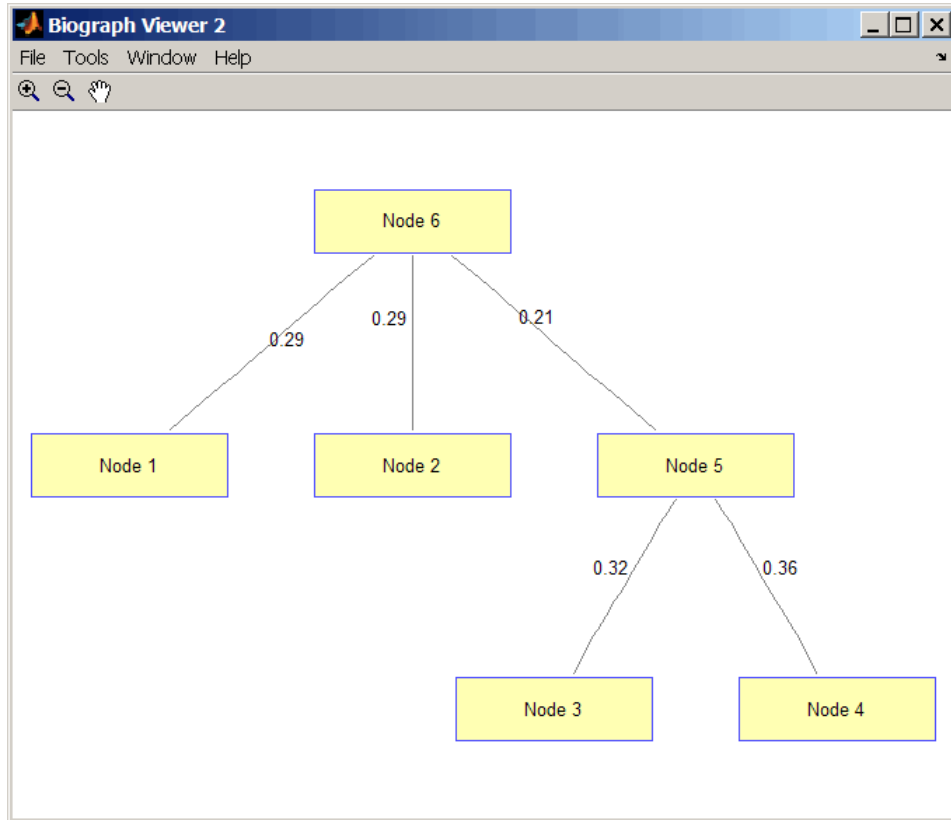 Biograph Viewer 2
File Tools Window Help
Node 6
0.29
0.29
0.21
Node 1
Node 2
Node 5
0.32
0.36
Node 3
Node 4